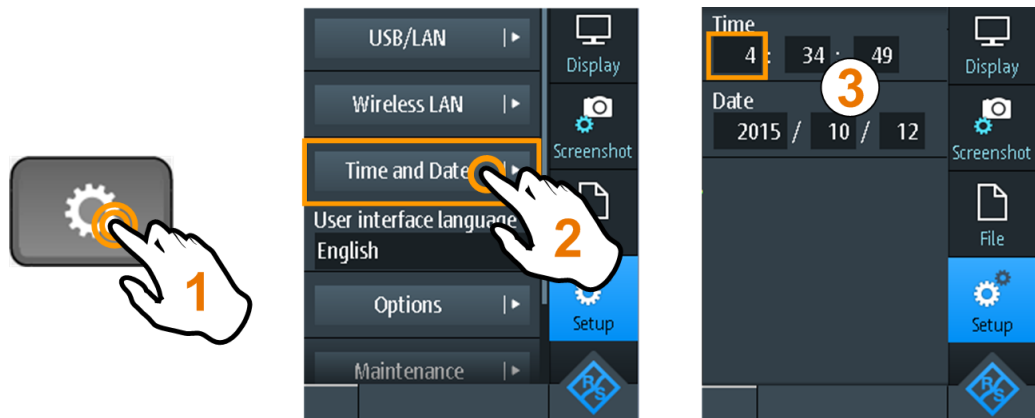 1
USB/LAN
Wireless LAN
Time and Date
User interface language
English
Options
Maintenance
Display
Screenshot
Setup
2
R&S
Time
4 : 34 : 49
Date
2015 / 10 / 12
3
Display
Screenshot
File
Setup
R&S